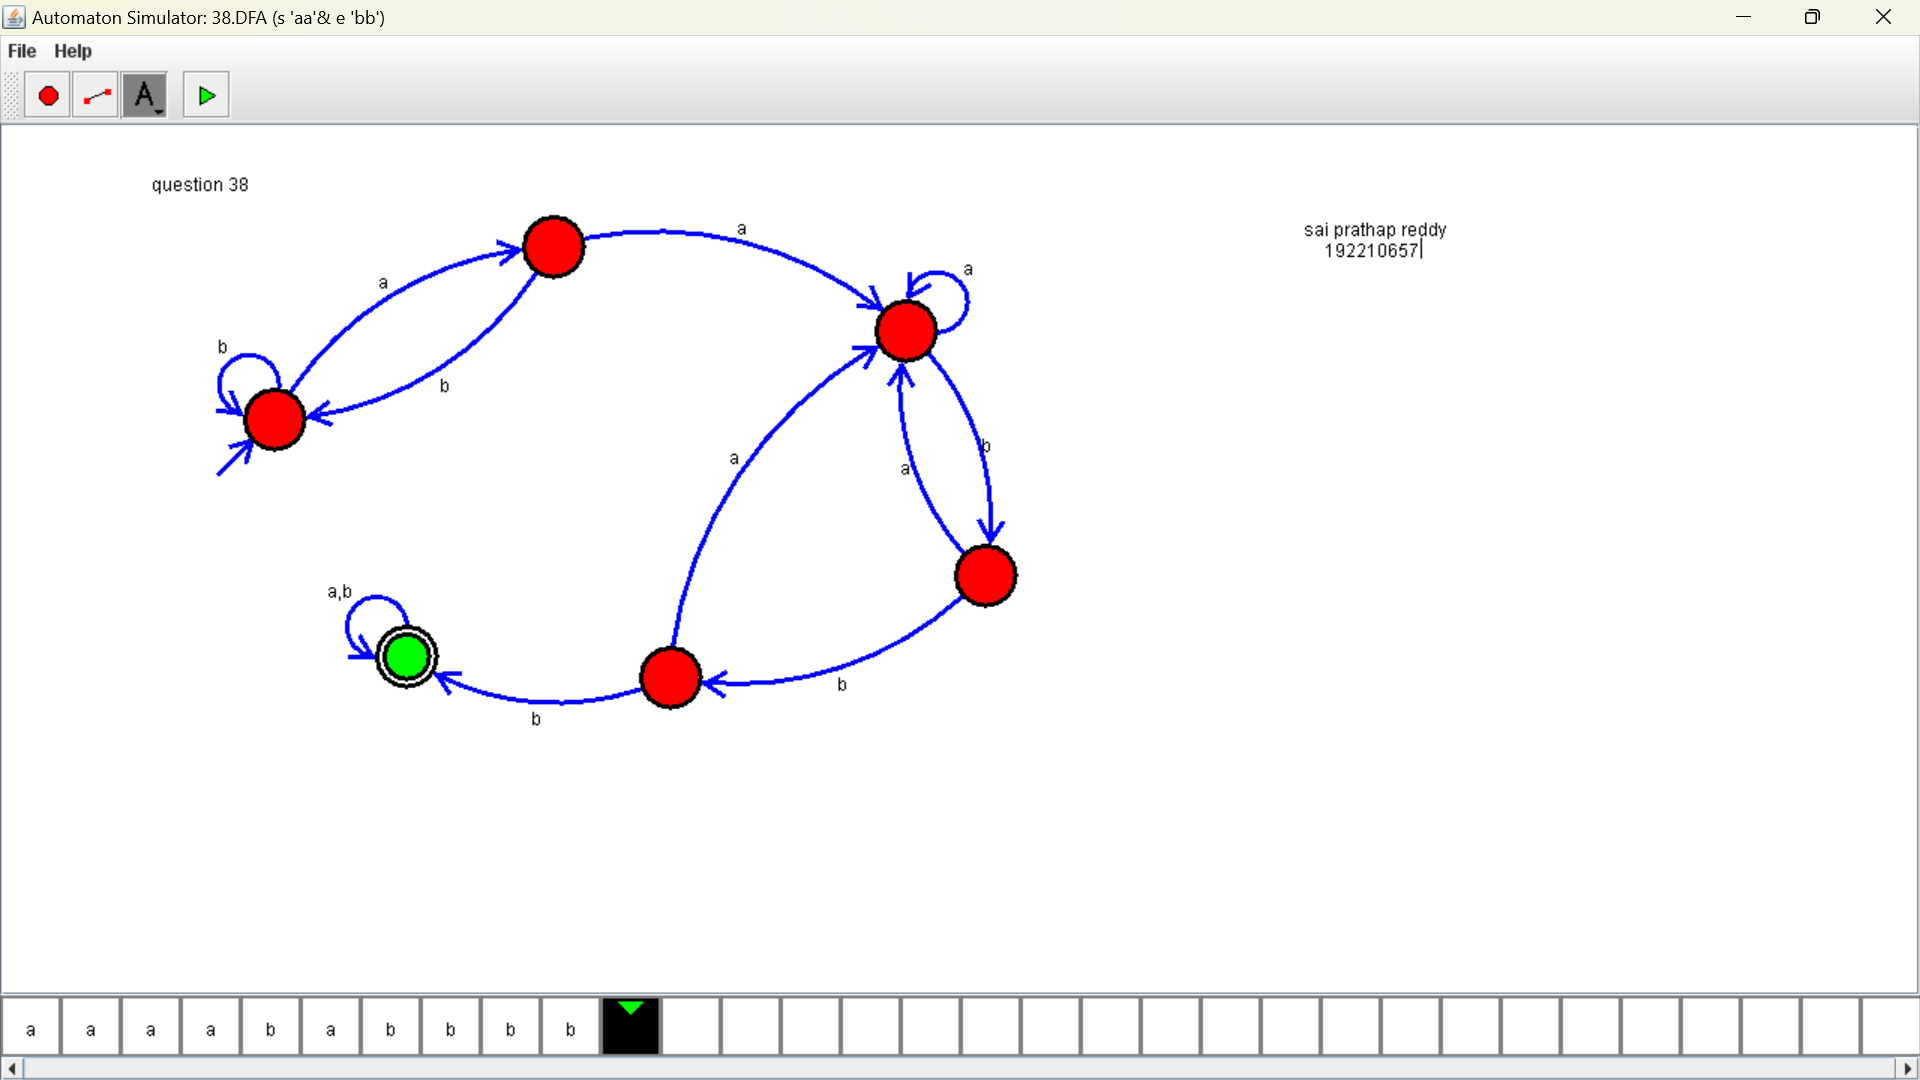 Automaton Simulator: 38.DFA (s 'aa'& e 'bb')
File Help
A
question 38
sai prathap reddy
192210657
a
a
a
b
b
a
b
a
a,b
b
b
a a a a b a b b b b